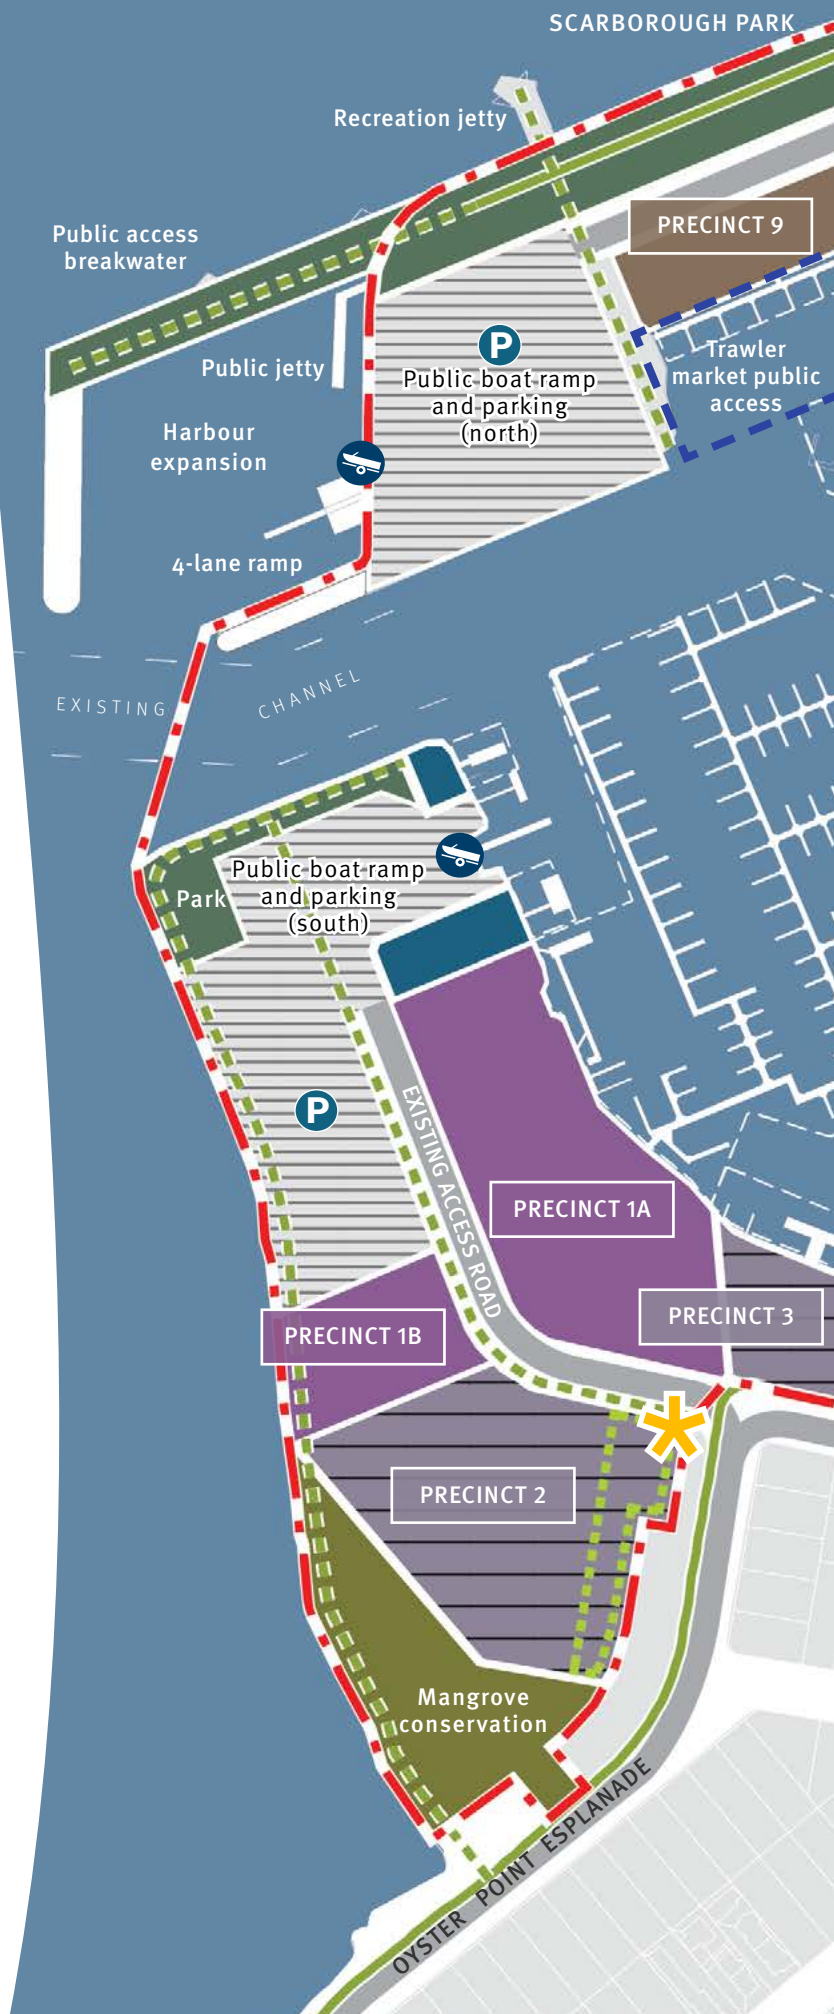 SCARBOROUGH PARK
Recreation jetty
PRECINCT 9
Public access
breakwater
P
Trawler
market public
access
Public jetty
Public boat ramp
and parking
(north)
Harbour
expansion
4-lane ramp
EXISTING
CHANNEL
Public boat ramp
and parking
(south)
Park
P
EXISTING ACCESS ROAD
PRECINCT 1A
PRECINCT 3
PRECINCT 1B
PRECINCT 2
Mangrove
conservation
OYSTER POINT ESPLANADE